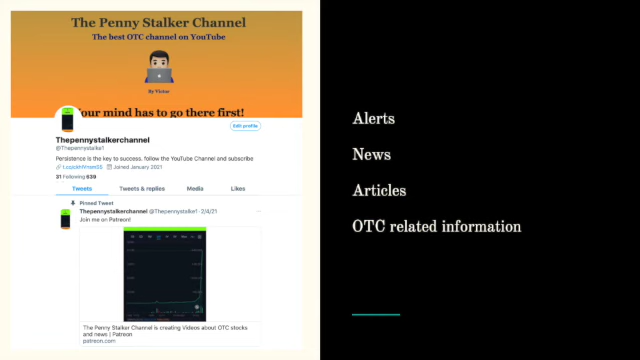 The Penny Stalker Channel
The best OTC channel on YouTube
By Victor
Your mind has to go there first!
Edit profile
Thepennystalkerchannel
@Thepennystalke1
Persistence is the key to success, follow the YouTube Channel and subscribe
Joined January 2021
31 Following 639
Tweets Tweets & replies Media Likes
Pinned Tweet
Thepennystalkerchannel @Thepennystalke1 · 2/4/21
Join me on Patreon!
The Penny Stalker Channel is creating Videos about OTC stocks
and news | Patreon
patreon.com
Alerts
News
Articles
OTC related information